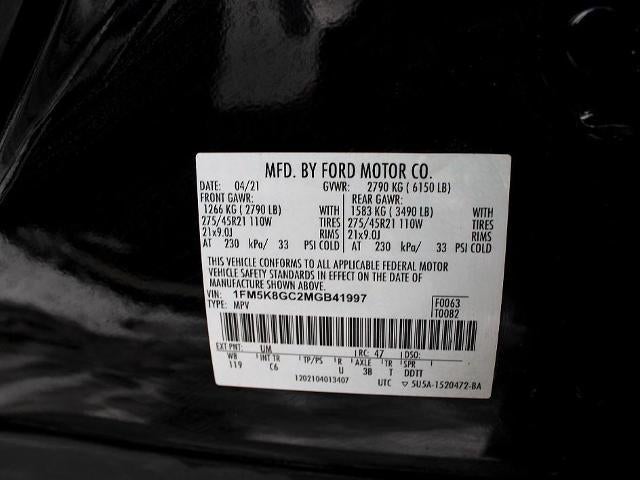 MFD. BY FORD MOTOR CO.
DATE: 04/21 GVWR: 2790 KG ( 6150 LB)
FRONT GAWR: REAR GAWR:
1266 KG ( 2790 LB) WITH 1583 KG ( 3490 LB) WITH
275/45R21 110W TIRES 275/45R21 110W TIRES
21x9.0J RIMS 21x9.0J RIMS
AT 230 kPa/ 33 PSI COLD AT 230 kPa/ 33 PSI COLD
THIS VEHICLE CONFORMS TO ALL APPLICABLE FEDERAL MOTOR
VEHICLE SAFETY STANDARDS IN EFFECT ON THE DATE OF
MANUFACTURE SHOWN ABOVE.
VIN: 1FM5K8GC2MGB41997 F0063
TYPE: MPV T0082
EXT PNT: UM RC: 47 DSO:
WB INT TR TP/PS R AXLE TR SPR
119 C6 U 3B T DDTT
1202104013407 UTC ▽ 5U5A-1520472-BA